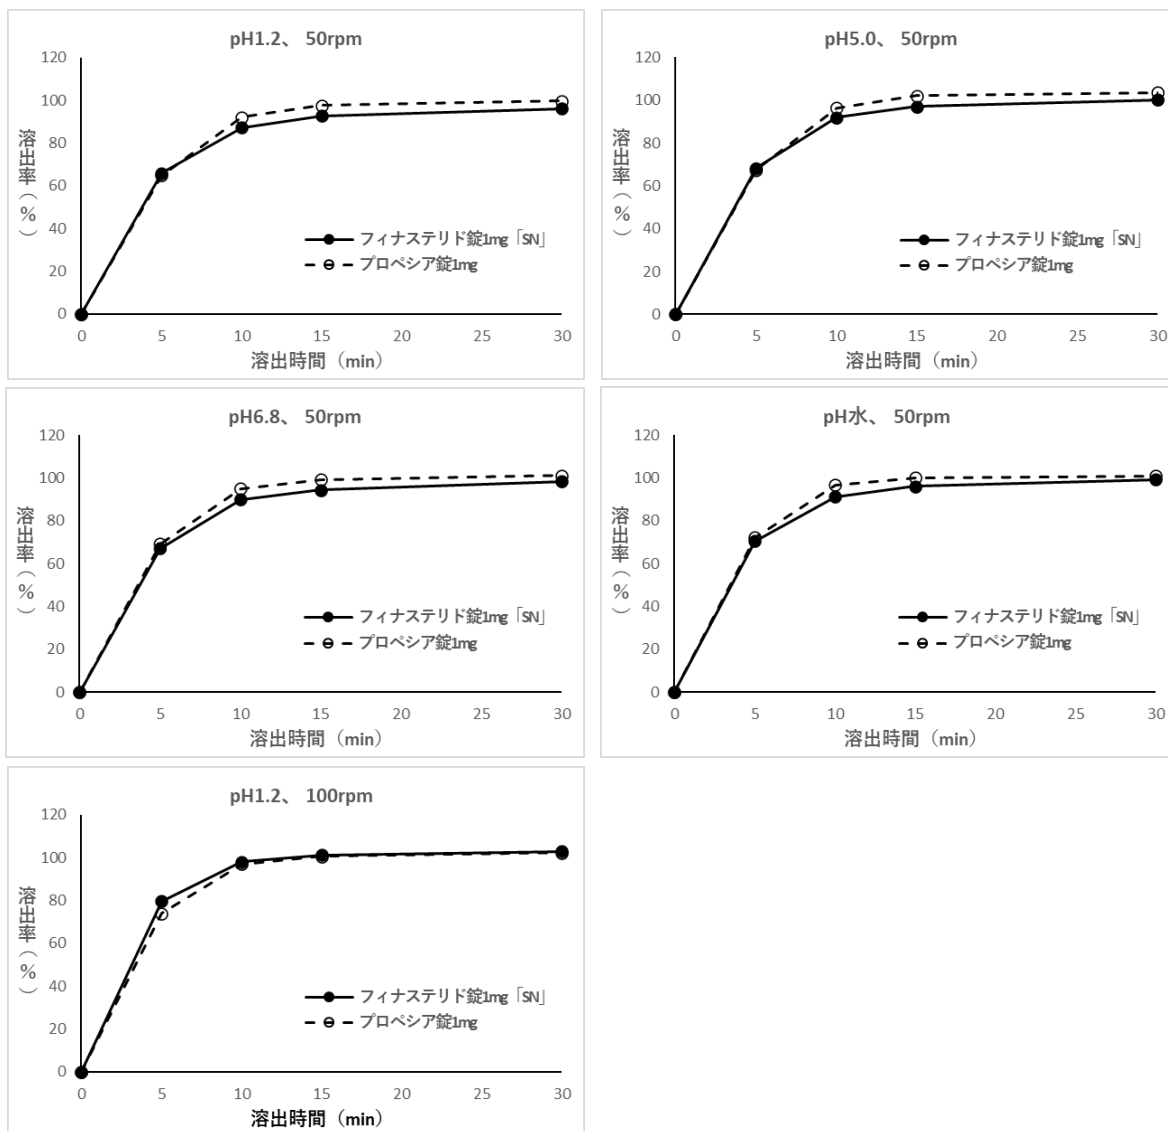 pH1.2、 50rpm
120
100
80
60
40
20
0
溶出率(%)
フィナステリド錠1mg「SN」
プロペシア錠1mg
0 5 10 15 20 25 30
溶出時間(min)
pH5.0、 50rpm
120
100
80
60
40
20
0
溶出率(%)
フィナステリド錠1mg「SN」
プロペシア錠1mg
0 5 10 15 20 25 30
溶出時間(min)
pH6.8、 50rpm
120
100
80
60
40
20
0
溶出率(%)
フィナステリド錠1mg「SN」
プロペシア錠1mg
0 5 10 15 20 25 30
溶出時間(min)
pH水、 50rpm
120
100
80
60
40
20
0
溶出率(%)
フィナステリド錠1mg「SN」
プロペシア錠1mg
0 5 10 15 20 25 30
溶出時間(min)
pH1.2、 100rpm
120
100
80
60
40
20
0
溶出率(%)
フィナステリド錠1mg「SN」
プロペシア錠1mg
0 5 10 15 20 25 30
溶出時間(min)